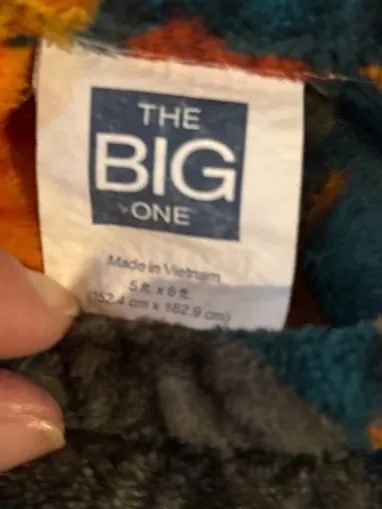 THE
BIG
ONE
Made in Vietnam
5 ft. x 6 ft.
(152.4 cm x 182.9 cm)